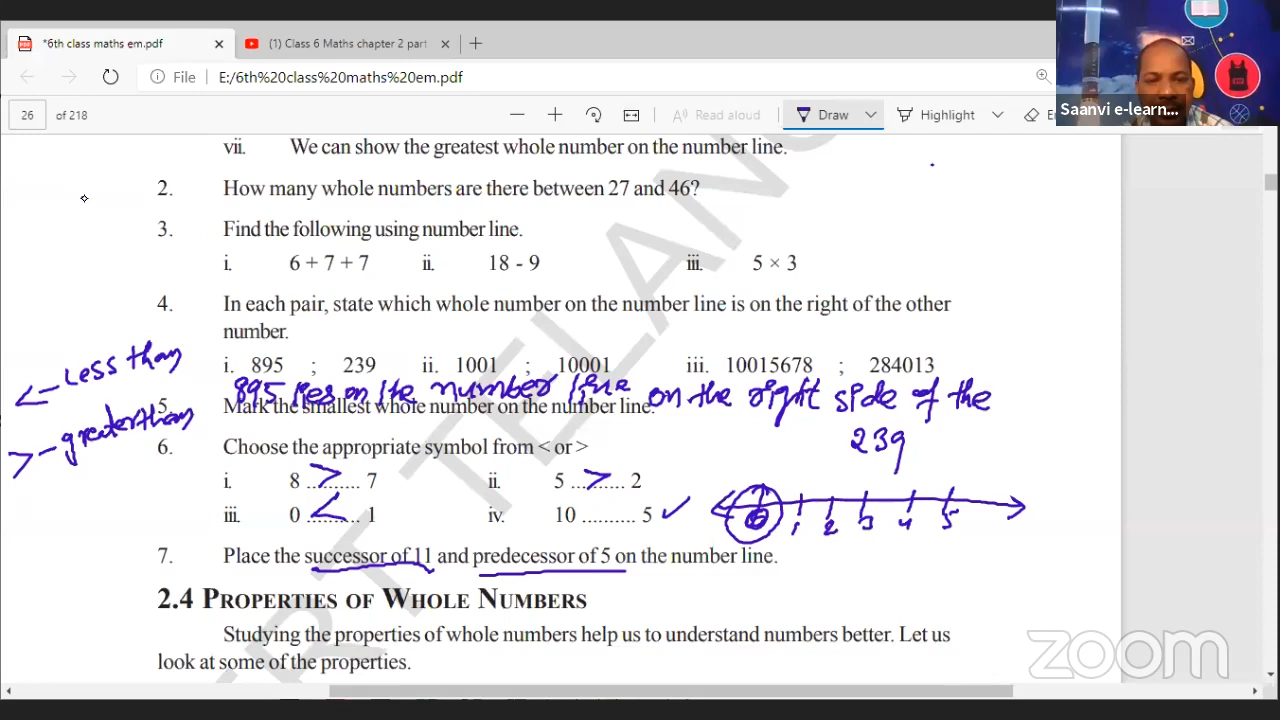 *6th class maths em.pdf
(1) Class 6 Maths chapter 2 part
File E:/6th%20class%20maths%20em.pdf
26 of 218
Read aloud Draw Highlight
Saanvi e-learn...
vii. We can show the greatest whole number on the number line.
2. How many whole numbers are there between 27 and 46?
3. Find the following using number line.
i. 6 + 7 + 7 ii. 18 - 9 iii. 5 × 3
4. In each pair, state which whole number on the number line is on the right of the other
number.
i. 895 ; 239 ii. 1001 ; 10001 iii. 10015678 ; 284013
< - Less than
895 lies on the number line on the right side of the
239
5. Mark the smallest whole number on the number line.
> - greater than
6. Choose the appropriate symbol from < or >
i. 8 .....>..... 7 ii. 5 .....>..... 2
iii. 0 .....<..... 1 iv. 10 .......... 5 ✓
0 1 2 3 4 5
7. Place the successor of 11 and predecessor of 5 on the number line.
2.4 PROPERTIES OF WHOLE NUMBERS
Studying the properties of whole numbers help us to understand numbers better. Let us
look at some of the properties.
zoom